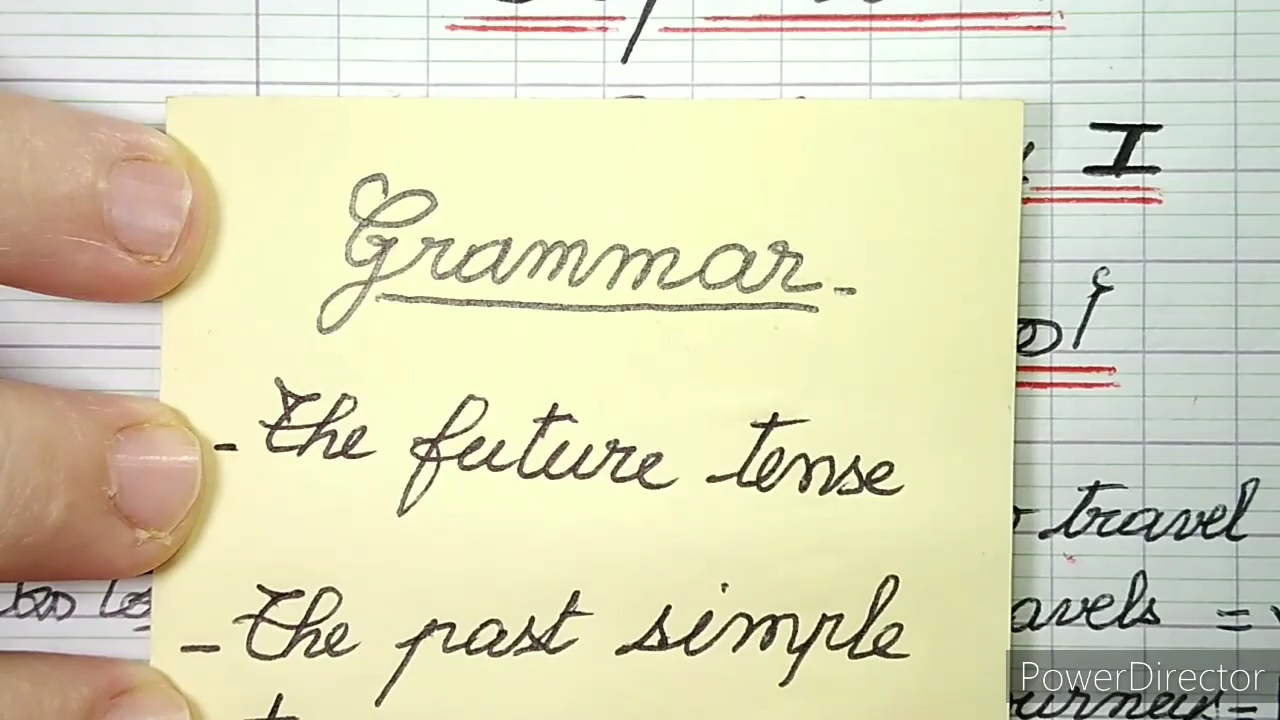 I
Grammar.
- The future tense
travel
- The past simple
avels =
PowerDirector